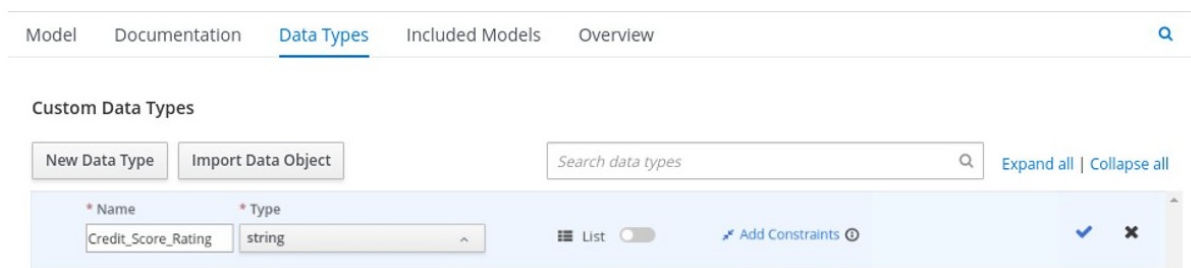 Model Documentation Data Types Included Models Overview
Custom Data Types
New Data Type Import Data Object Search data types Expand all | Collapse all
* Name * Type
Credit_Score_Rating string List Add Constraints